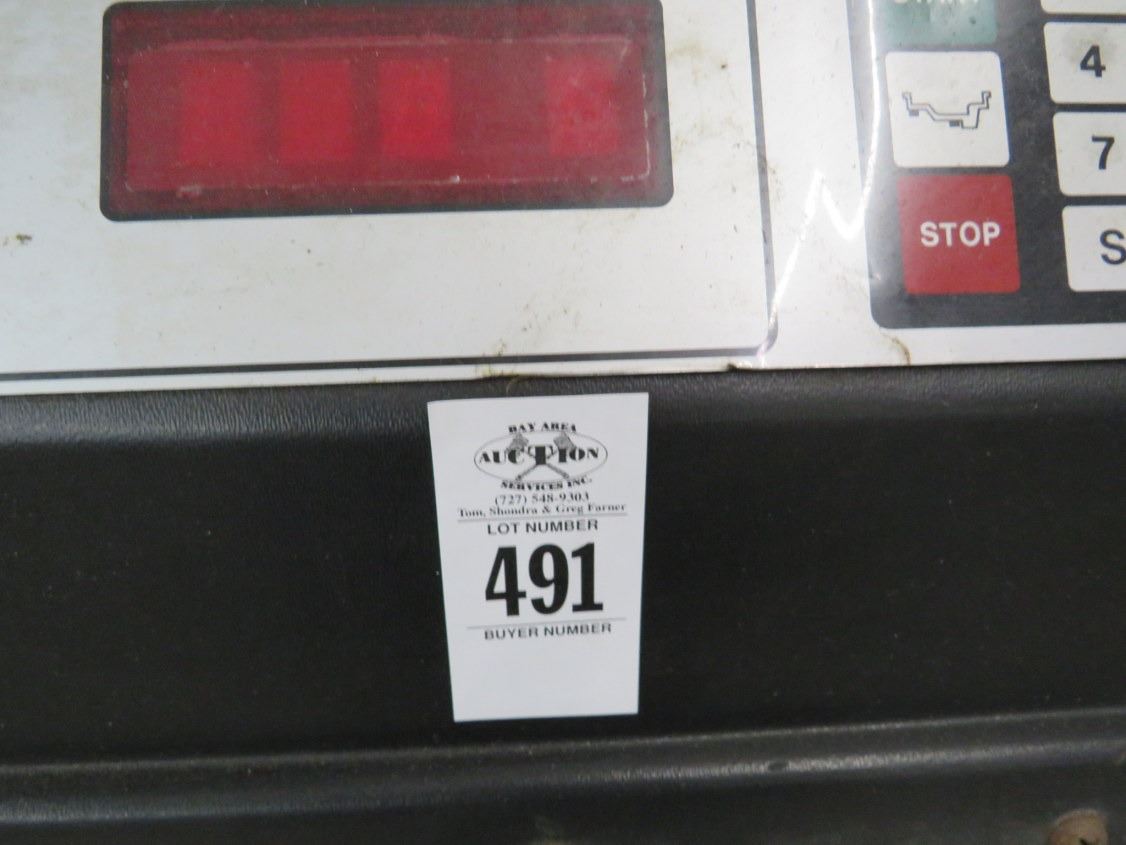 START
4
7
STOP
S
BAY AREA
AUCTION
SERVICES INC.
(727) 548-9303
Tom, Shondra & Greg Farner
LOT NUMBER
491
BUYER NUMBER